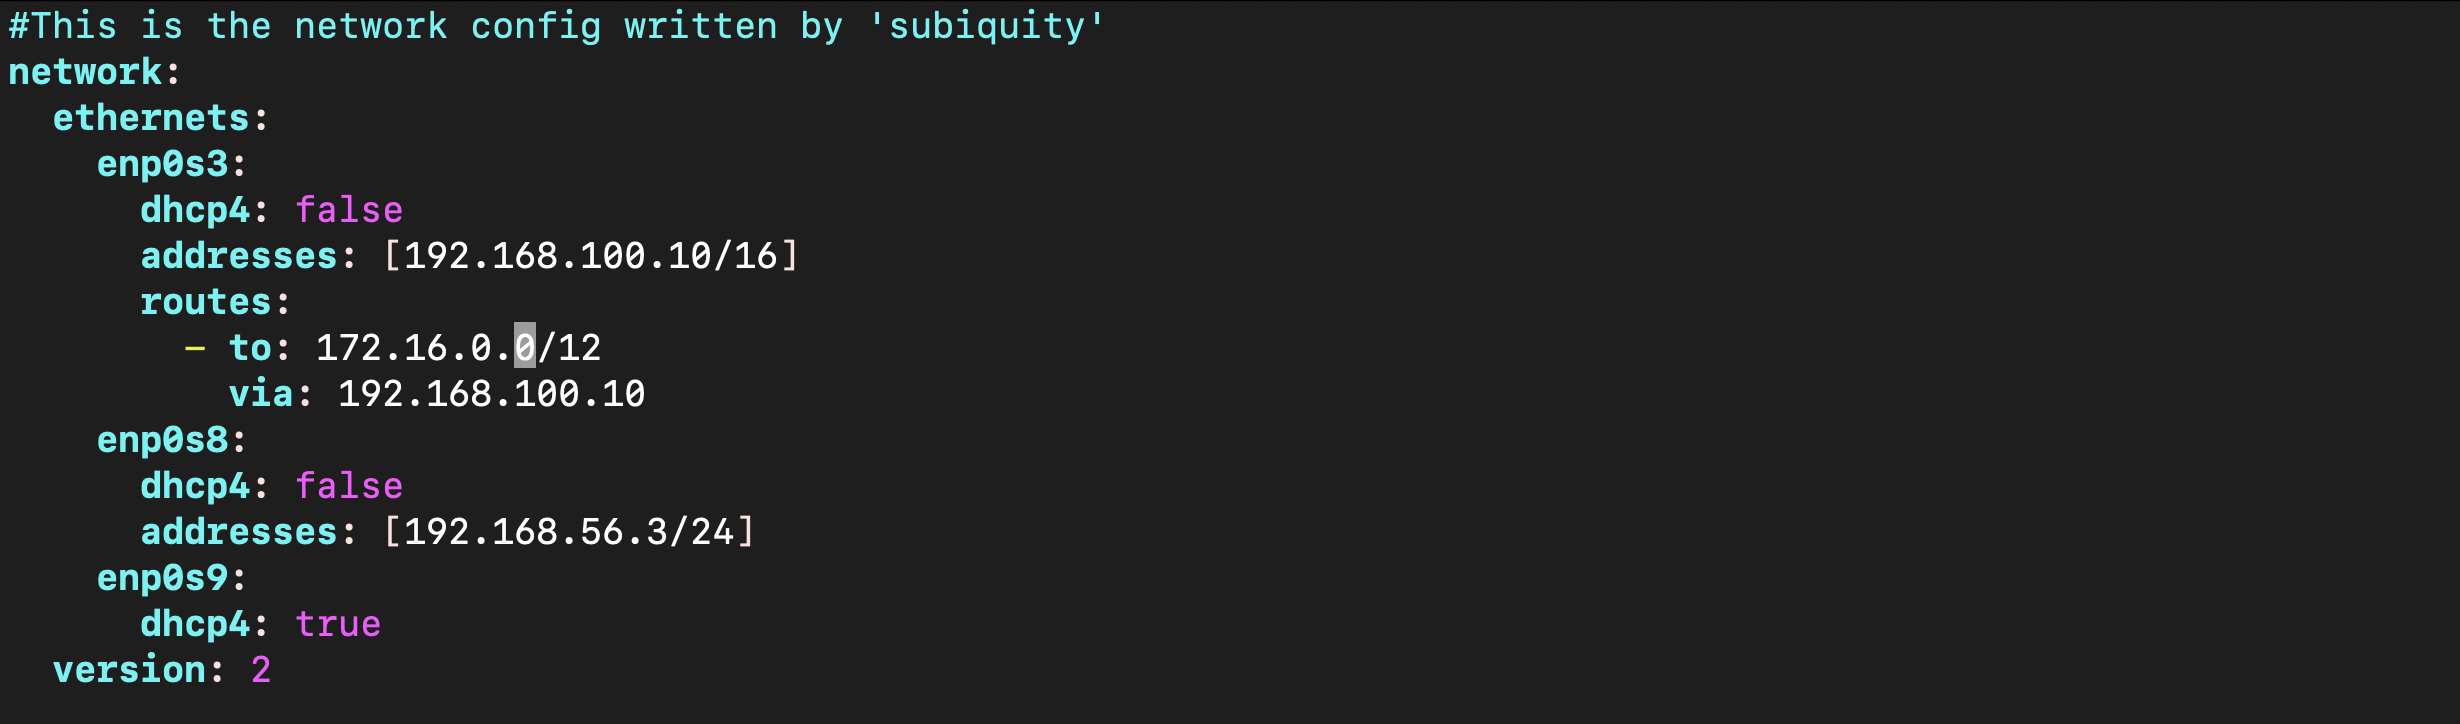 #This is the network config written by 'subiquity'
network:
  ethernets:
    enp0s3:
      dhcp4: false
      addresses: [192.168.100.10/16]
      routes:
        - to: 172.16.0.0/12
          via: 192.168.100.10
    enp0s8:
      dhcp4: false
      addresses: [192.168.56.3/24]
    enp0s9:
      dhcp4: true
  version: 2